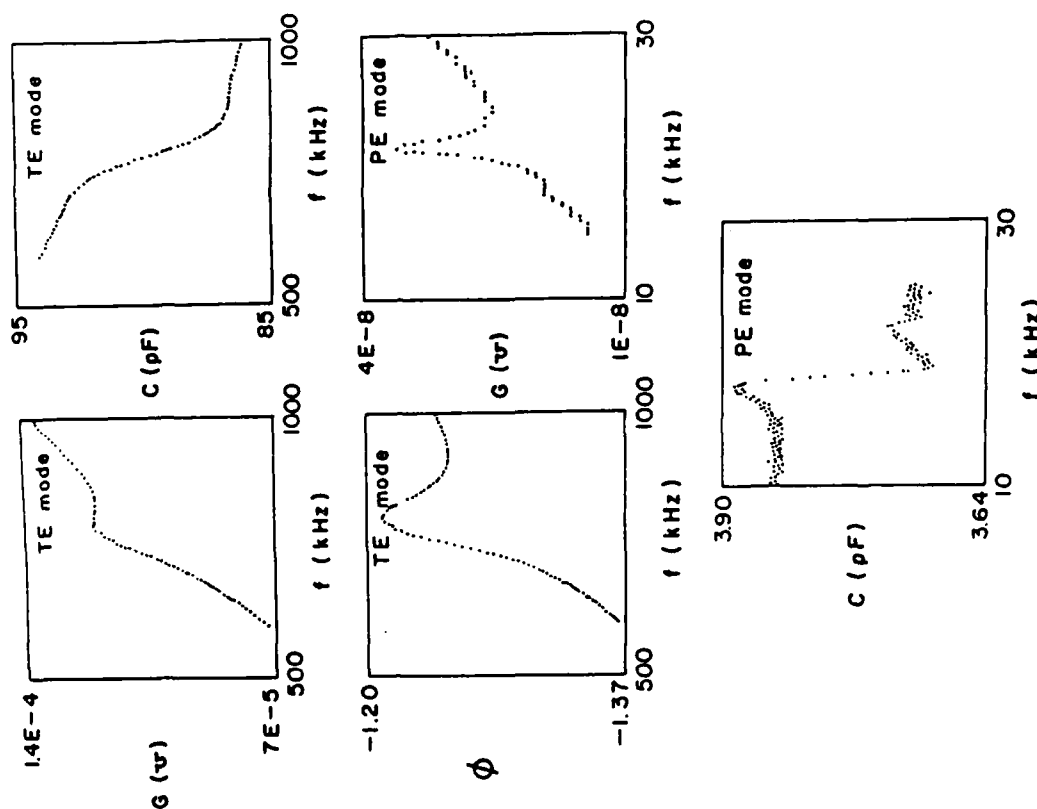 1.4E-4
TE mode
G (℧)
7E-5
500
1000
f (kHz)
95
TE mode
C (pF)
85
500
1000
f (kHz)
-1.20
TE mode
ϕ
-1.37
500
1000
f (kHz)
4E-8
PE mode
G (℧)
1E-8
10
30
f (kHz)
3.90
PE mode
C (pF)
3.64
10
30
f (kHz)